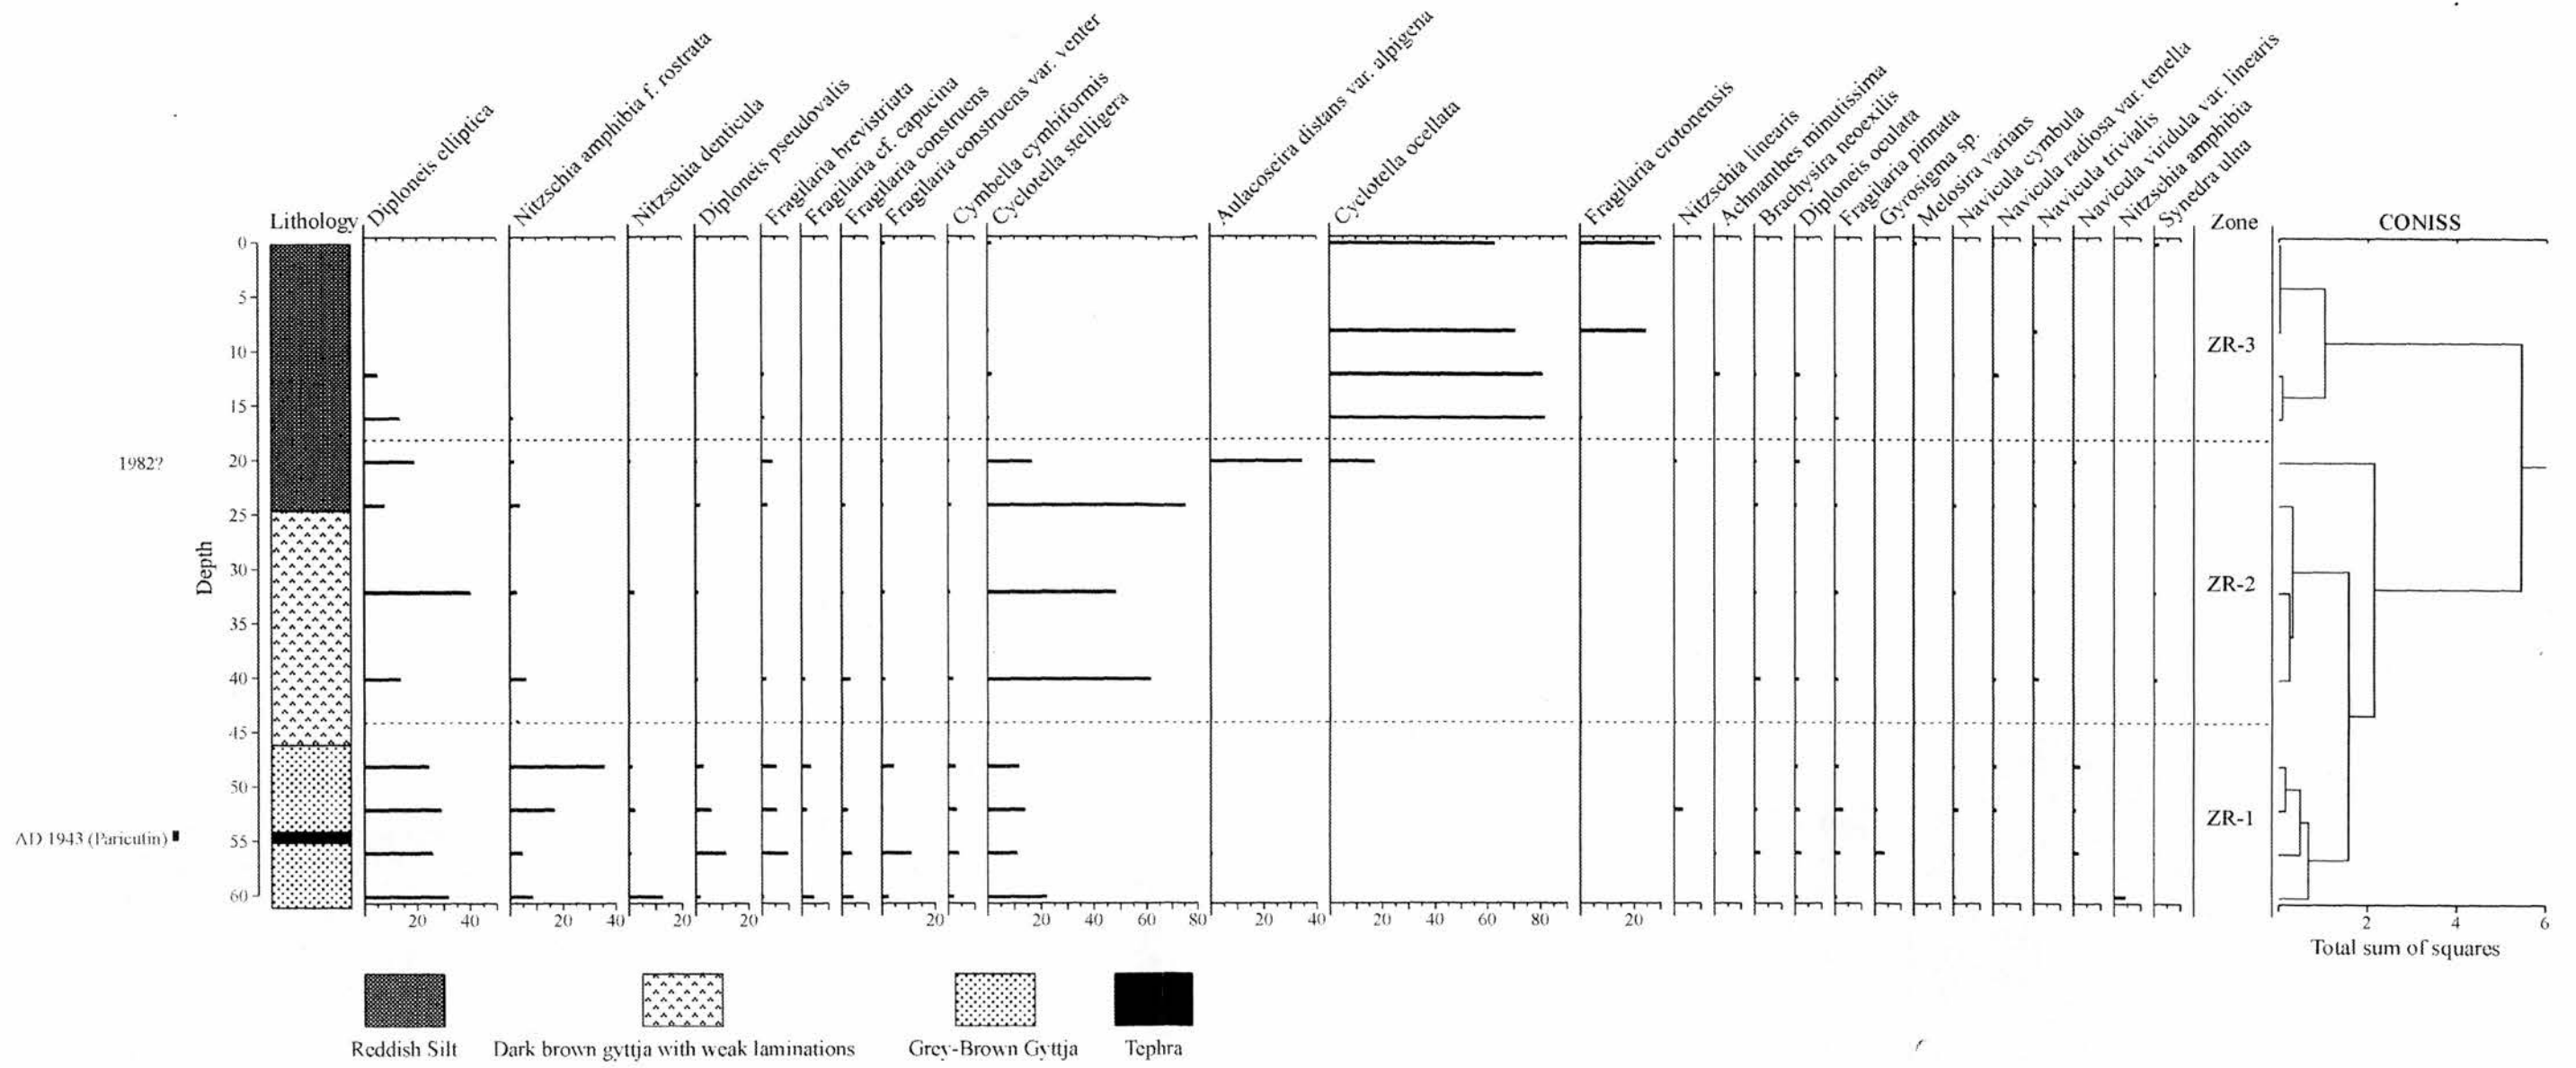 Diploneis elliptica
Nitzschia amphibia f. rostrata
Nitzschia denticula
Diploneis pseudovalis
Fragilaria brevistriata
Fragilaria cf. capucina
Fragilaria construens
Fragilaria construens var. venter
Cymbella cymbiformis
Cyclotella stelligera
Aulacoseira distans var. alpigena
Cyclotella ocellata
Fragilaria crotonensis
Nitzschia linearis
Achnanthes minutissima
Brachysira neoexilis
Diploneis oculata
Fragilaria pinnata
Gyrosigma sp.
Melosira varians
Navicula cymbula
Navicula radiosa var. tenella
Navicula trivialis
Navicula viridula var. linearis
Nitzschia amphibia
Synedra ulna
Lithology
Zone
CONISS
0
5
10
15
20
25
30
35
40
45
50
55
60
Depth
1982?
AD 1943 (Paricutin)
ZR-3
ZR-2
ZR-1
20 40 20 40 20 20 20 20 40 60 80 20 40 20 40 60 80 20 2 4 6
Total sum of squares
Reddish Silt
Dark brown gyttja with weak laminations
Grey-Brown Gyttja
Tephra